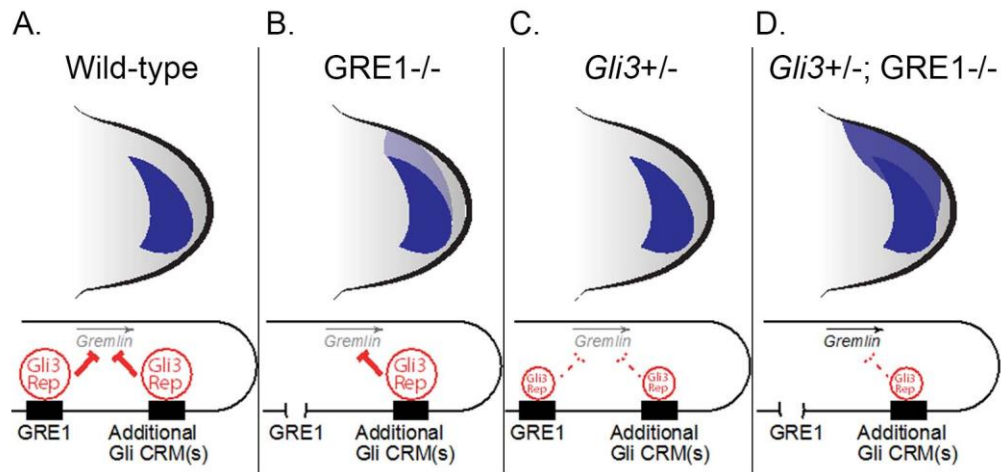 A.
Wild-type
Gremlin
Gli3
Rep
Gli3
Rep
GRE1
Additional
Gli CRM(s)
B.
GRE1-/-
Gremlin
Gli3
Rep
GRE1
Additional
Gli CRM(s)
C.
Gli3+/-
Gremlin
Gli3
Rep
Gli3
Rep
GRE1
Additional
Gli CRM(s)
D.
Gli3+/-; GRE1-/-
Gremlin
Gli3
Rep
GRE1
Additional
Gli CRM(s)